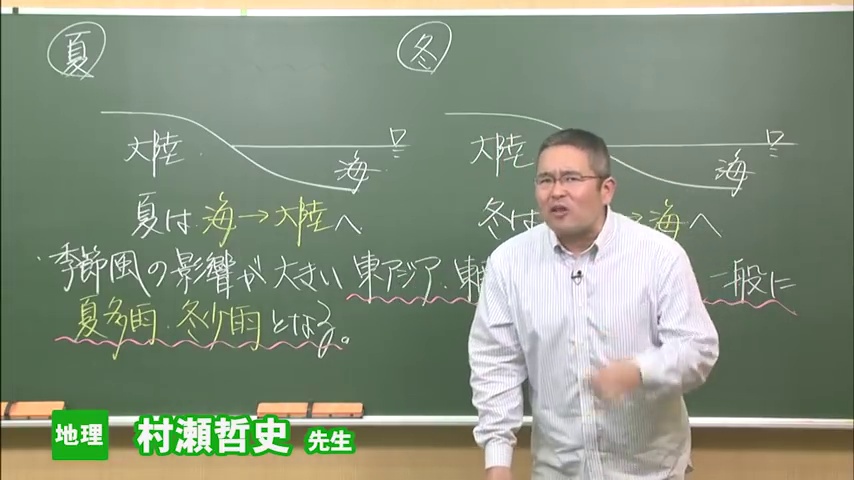 夏
冬
大陸
海
大陸
海
夏は 海→大陸へ
冬は →海へ
季節風の影響が大きい東アジア・東 一般に
夏多雨・冬少雨となる。
地理 村瀬哲史 先生